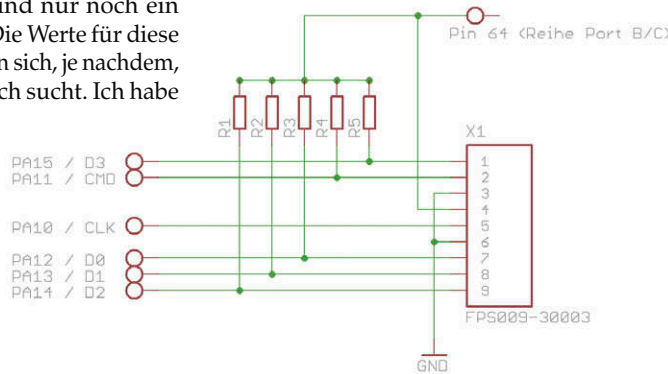 ind nur noch ein
Die Werte für diese
n sich, je nachdem,
ch sucht. Ich habe
Pin 64 (Reihe Port B/C)
R1
R2
R3
R4
R5
X1
PA15 / D3
PA11 / CMD
PA10 / CLK
PA12 / D0
PA13 / D1
PA14 / D2
1
2
3
4
5
6
7
8
9
FPS009-30003
GND